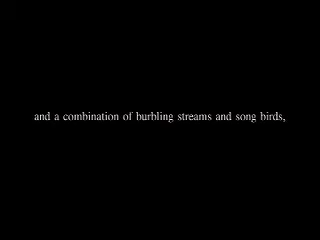 and a combination of burbling streams and song birds,